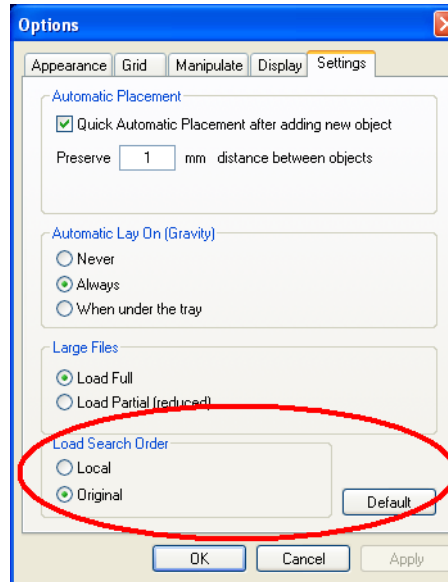 Options
Appearance Grid Manipulate Display Settings
Automatic Placement
Quick Automatic Placement after adding new object
Preserve 1 mm distance between objects
Automatic Lay On (Gravity)
Never
Always
When under the tray
Large Files
Load Full
Load Partial (reduced)
Load Search Order
Local
Original
Default
OK Cancel Apply